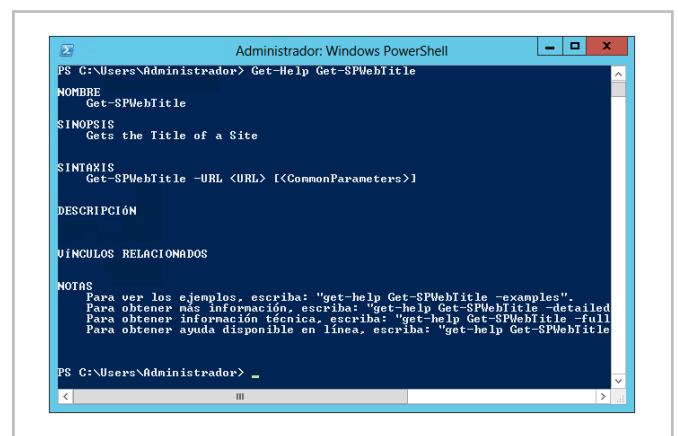 Administrador: Windows PowerShell
PS C:\Users\Administrador> Get-Help Get-SPWebTitle
NOMBRE
Get-SPWebTitle
SINOPSIS
Gets the Title of a Site
SINTAXIS
Get-SPWebTitle -URL <URL> [<CommonParameters>]
DESCRIPCIÓN
VÍNCULOS RELACIONADOS
NOTAS
Para ver los ejemplos, escriba: "get-help Get-SPWebTitle -examples".
Para obtener más información, escriba: "get-help Get-SPWebTitle -detailed
Para obtener información técnica, escriba: "get-help Get-SPWebTitle -full
Para obtener ayuda disponible en línea, escriba: "get-help Get-SPWebTitle
PS C:\Users\Administrador> _